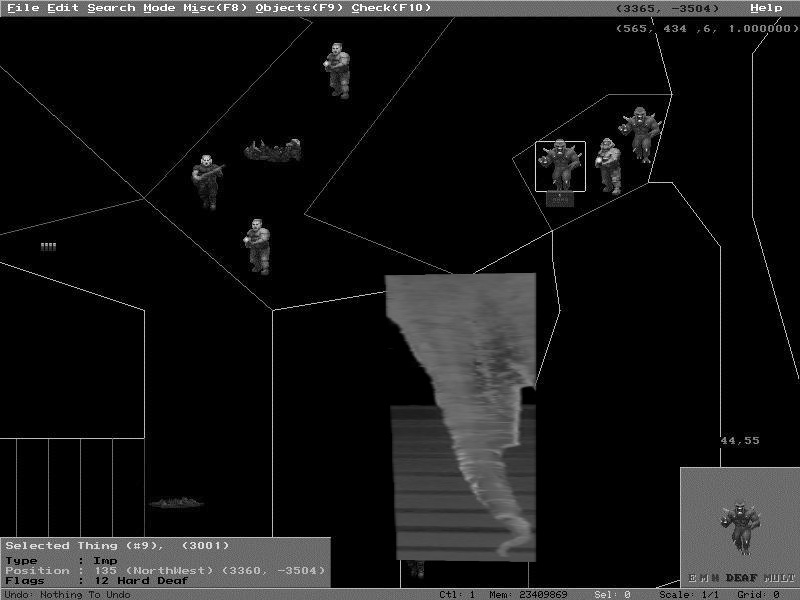 File Edit Search Mode Misc(F8) Objects(F9) Check(F10) (3365, -3504) Help
(565, 434 ,6, 1.000000)
44,55
Selected Thing (#9), (3001)
Type : Imp
Position : 135 (NorthWest) (3360, -3504)
Flags : 12 Hard Deaf
E M H DEAF MULT
Undo: Nothing To Undo Ctl: 1 Mem: 23409869 Sel: 0 Scale: 1/1 Grid: 0